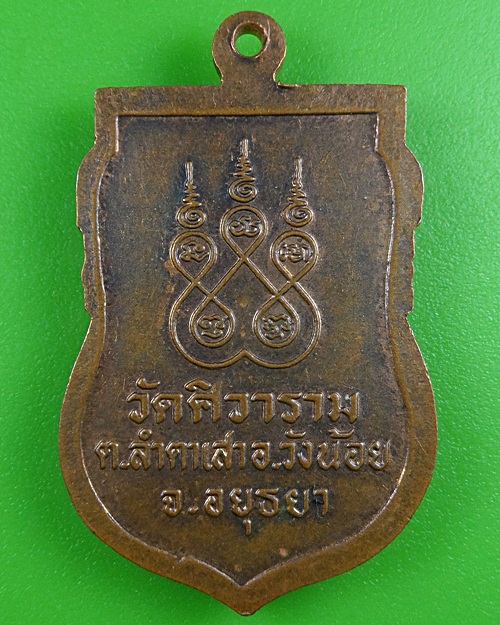 วัดศิวาราม
ต.ลำตาเสา อ.วังน้อย
จ.อยุธยา